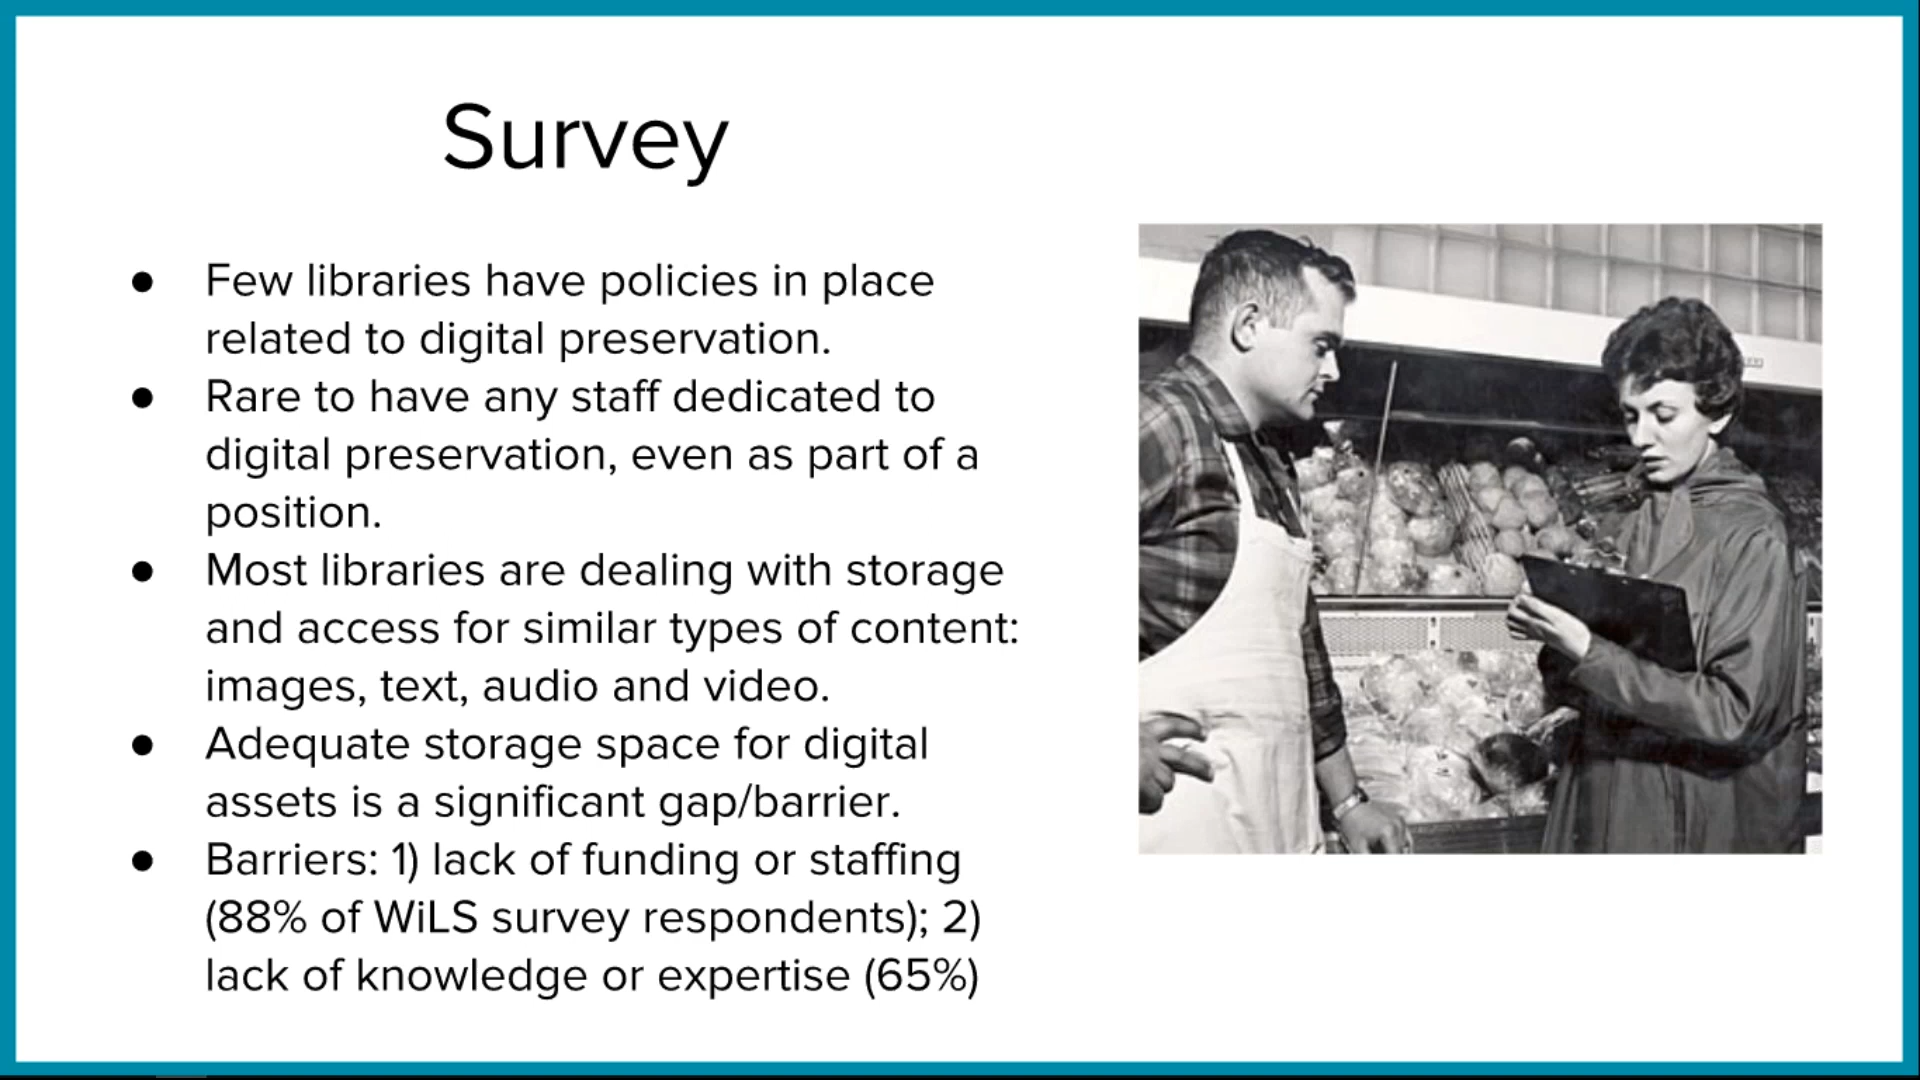 Survey
● Few libraries have policies in place
related to digital preservation.
● Rare to have any staff dedicated to
digital preservation, even as part of a
position.
● Most libraries are dealing with storage
and access for similar types of content:
images, text, audio and video.
● Adequate storage space for digital
assets is a significant gap/barrier.
● Barriers: 1) lack of funding or staffing
(88% of WiLS survey respondents); 2)
lack of knowledge or expertise (65%)